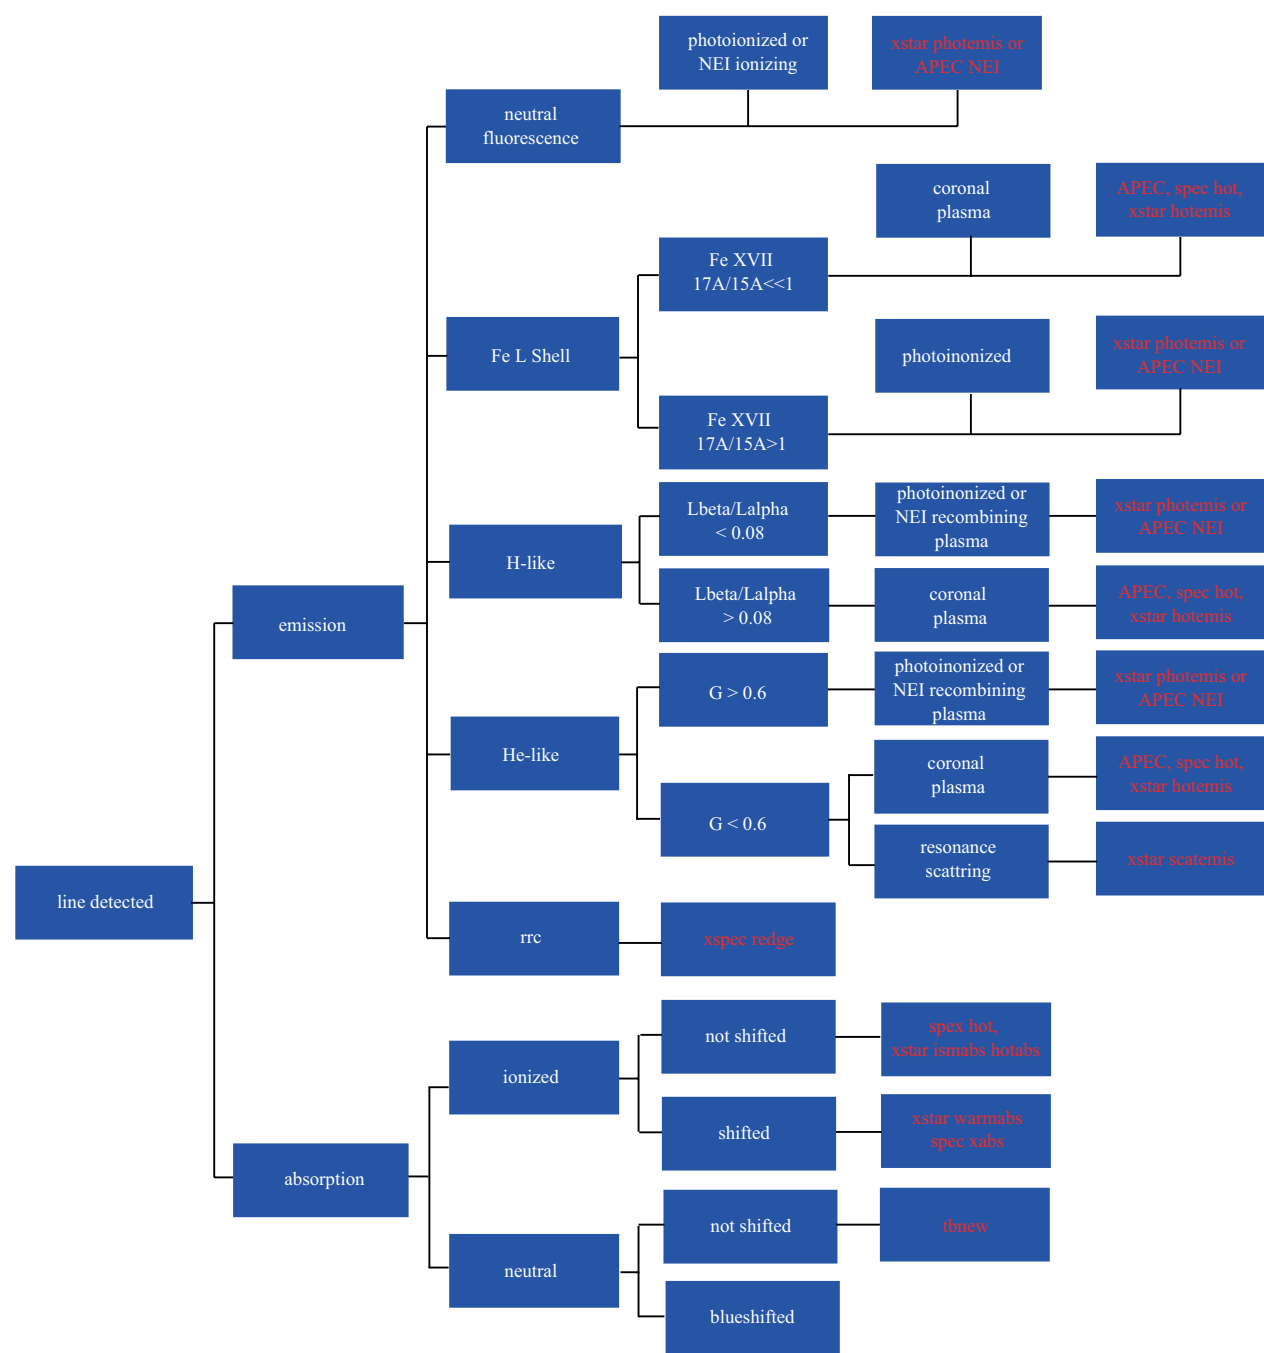 photoionized or
NEI ionizing
xstar photemis or
APEC NEI
neutral
fluorescence
coronal
plasma
APEC, spec hot,
xstar hotemis
Fe XVII
17A/15A<<1
Fe L Shell
photoinonized
xstar photemis or
APEC NEI
Fe XVII
17A/15A>1
Lbeta/Lalpha
< 0.08
photoinonized or
NEI recombining
plasma
xstar photemis or
APEC NEI
H-like
Lbeta/Lalpha
> 0.08
coronal
plasma
APEC, spec hot,
xstar hotemis
emission
G > 0.6
photoinonized or
NEI recombining
plasma
xstar photemis or
APEC NEI
He-like
coronal
plasma
APEC, spec hot,
xstar hotemis
G < 0.6
resonance
scattring
xstar scatemis
line detected
rrc
xspec redge
not shifted
spex hot,
xstar ismabs hotabs
ionized
shifted
xstar warmabs
spec xabs
absorption
not shifted
tbnew
neutral
blueshifted